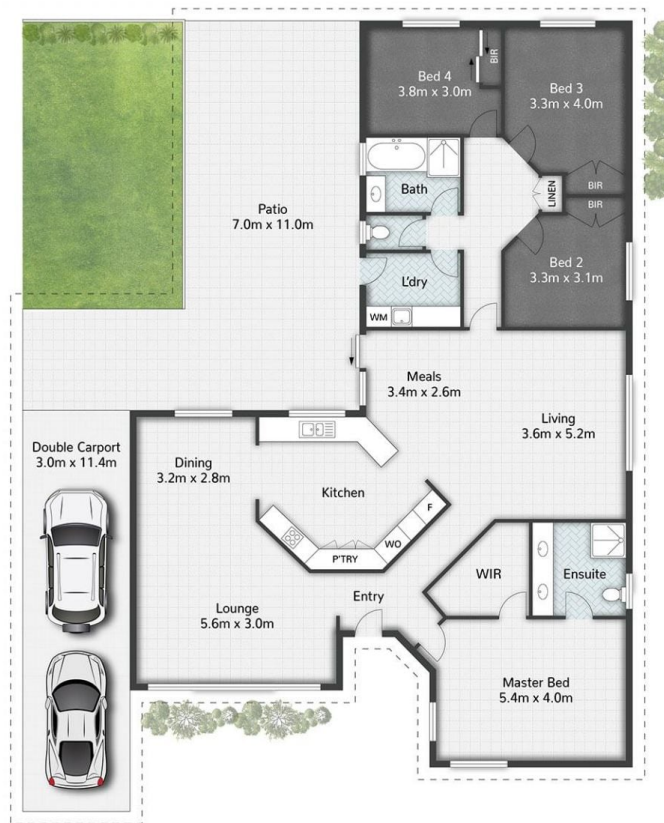 Bed 4
3.8m x 3.0m
BIR
Bed 3
3.3m x 4.0m
BIR
LINEN
BIR
Bath
Patio
7.0m x 11.0m
Bed 2
3.3m x 3.1m
L'dry
WM
Meals
3.4m x 2.6m
Living
3.6m x 5.2m
Double Carport
3.0m x 11.4m
Dining
3.2m x 2.8m
Kitchen
F
WO
P'TRY
WIR
Ensuite
Entry
Lounge
5.6m x 3.0m
Master Bed
5.4m x 4.0m